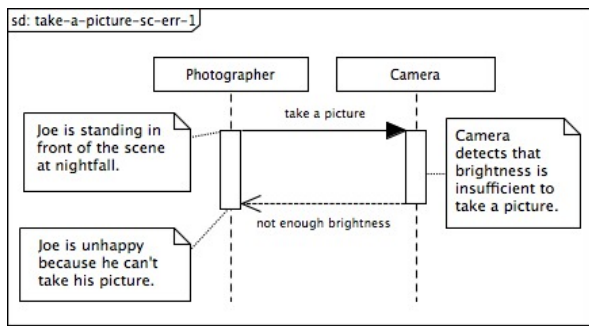 sd: take-a-picture-sc-err-1
Photographer
Camera
take a picture
Joe is standing in
front of the scene
at nightfall.
Camera
detects that
brightness is
insufficient to
take a picture.
not enough brightness
Joe is unhappy
because he can't
take his picture.